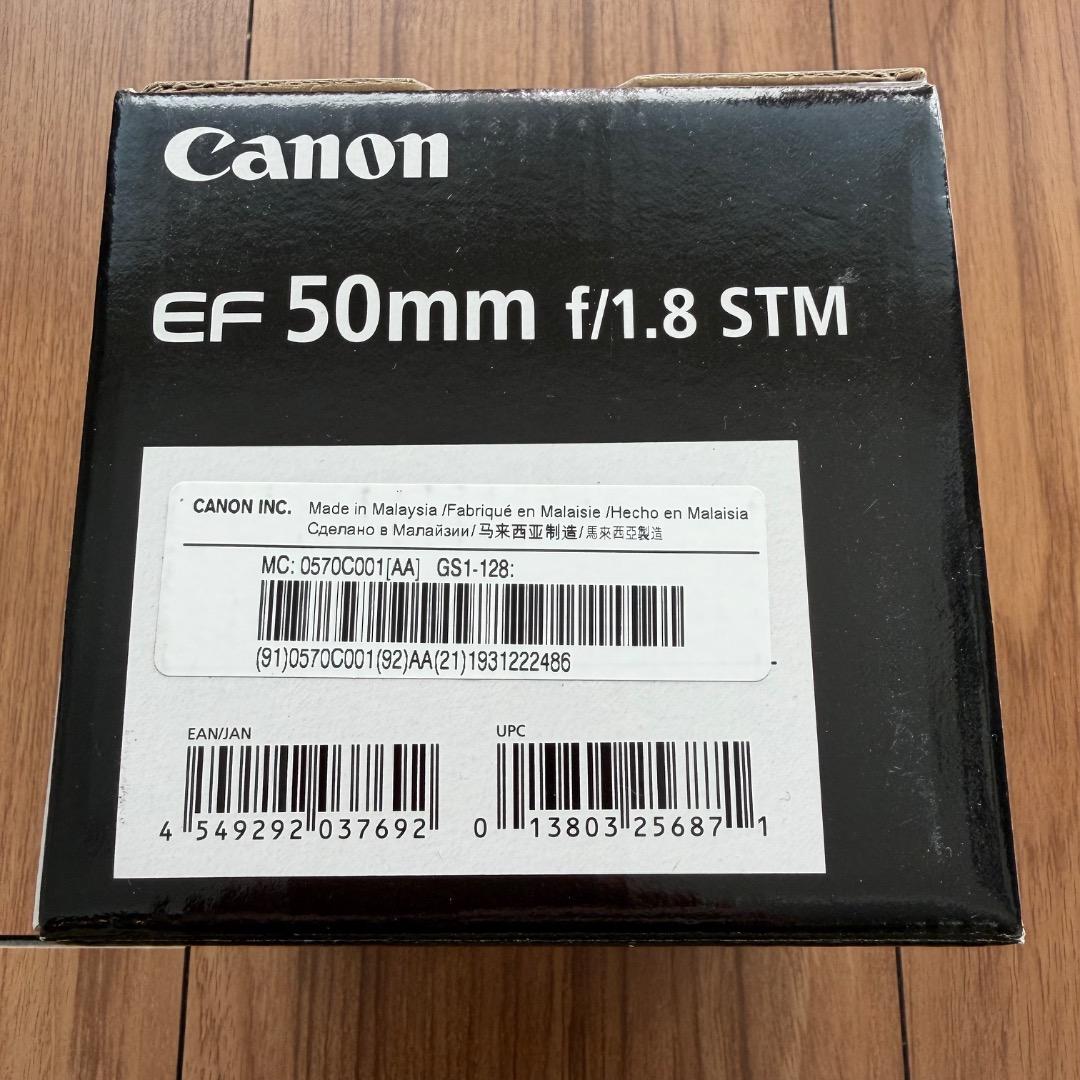 Canon
EF 50mm f/1.8 STM
CANON INC. Made in Malaysia /Fabriqué en Malaisie /Hecho en Malaisia
Сделано в Малайзии/ 马来西亚制造 / 馬來西亞製造
MC: 0570C001[AA] GS1-128:
(91)0570C001(92)AA(21)1931222486
EAN/JAN UPC
4 549292 037692 0 13803 25687 1